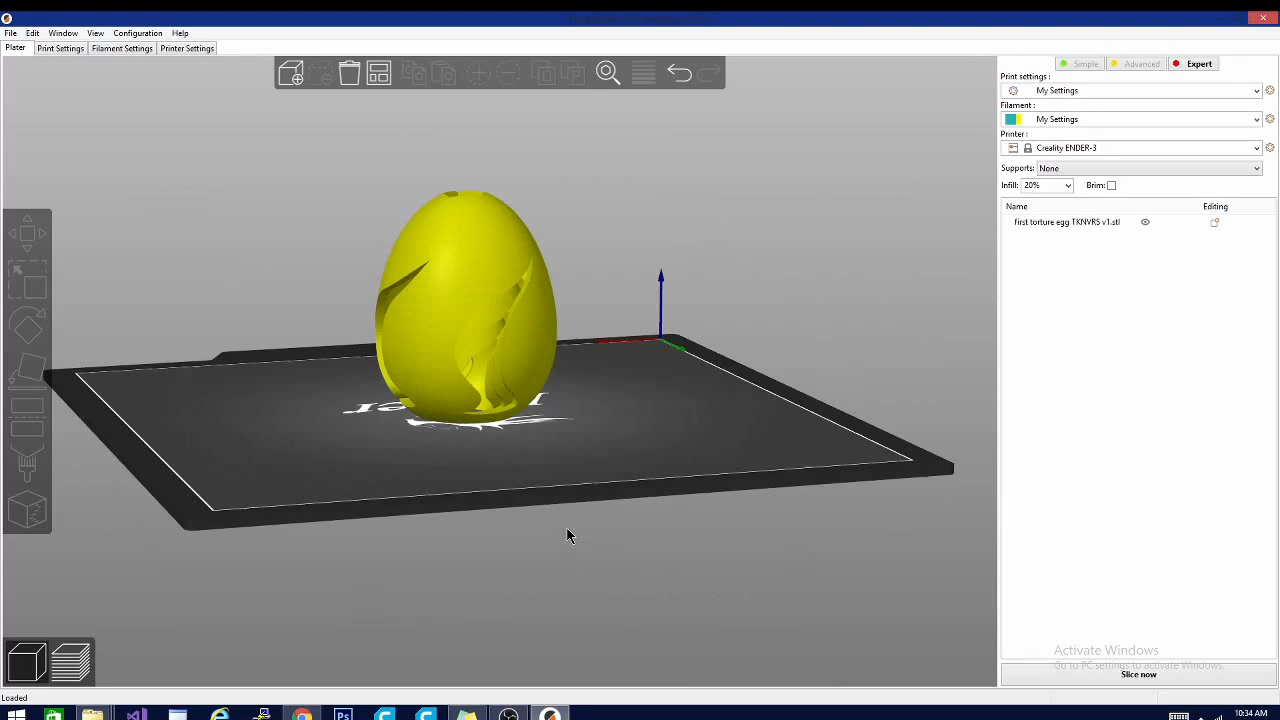 File Edit Window View Configuration Help
Plater Print Settings Filament Settings Printer Settings
Simple Advanced Expert
Print settings :
My Settings
Filament :
My Settings
Printer :
Creality ENDER-3
Supports: None
Infill: 20% Brim:
Name Editing
first torture egg TKNVRS v1.stl
Activate Windows
Go to PC settings to activate Windows.
Slice now
Loaded
10:34 AM